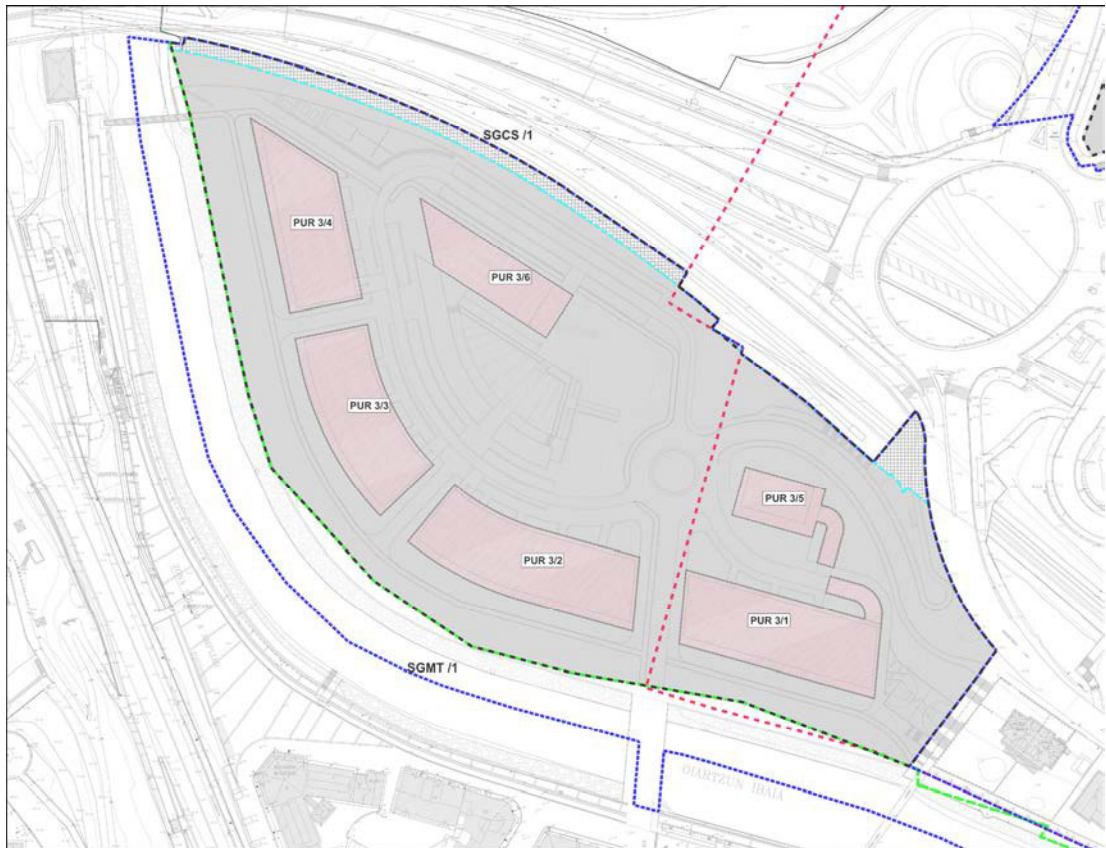 SGCS /1
PUR 3/4
PUR 3/6
PUR 3/3
PUR 3/5
PUR 3/2
PUR 3/1
SGMT /1
OIARTZUN IBAIA